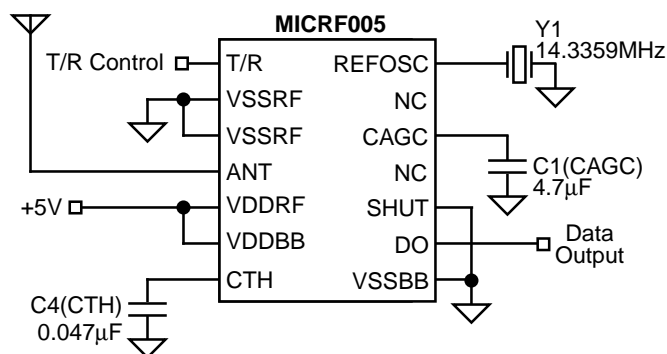 MICRF005
Y1
14.3359MHz
T/R Control
T/R
REFOSC
VSSRF
NC
VSSRF
CAGC
ANT
NC
C1(CAGC)
4.7µF
+5V
VDDRF
SHUT
VDDBB
DO
Data
Output
CTH
VSSBB
C4(CTH)
0.047µF